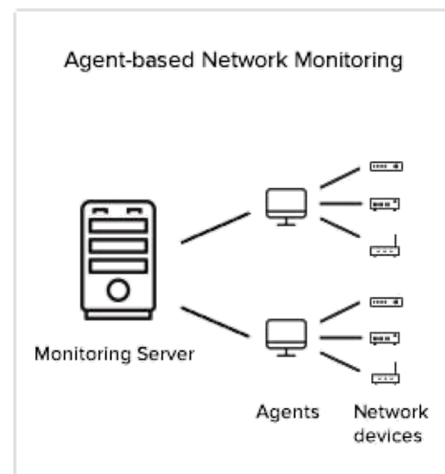 Agent-based Network Monitoring
Monitoring Server
Agents
Network
devices